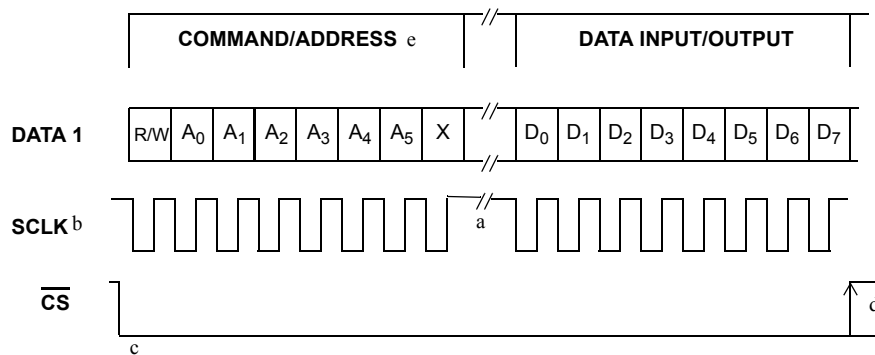 COMMAND/ADDRESS e // DATA INPUT/OUTPUT
DATA 1 R/W A₀ A₁ A₂ A₃ A₄ A₅ X // D₀ D₁ D₂ D₃ D₄ D₅ D₆ D₇
SCLK b a
CS d
c